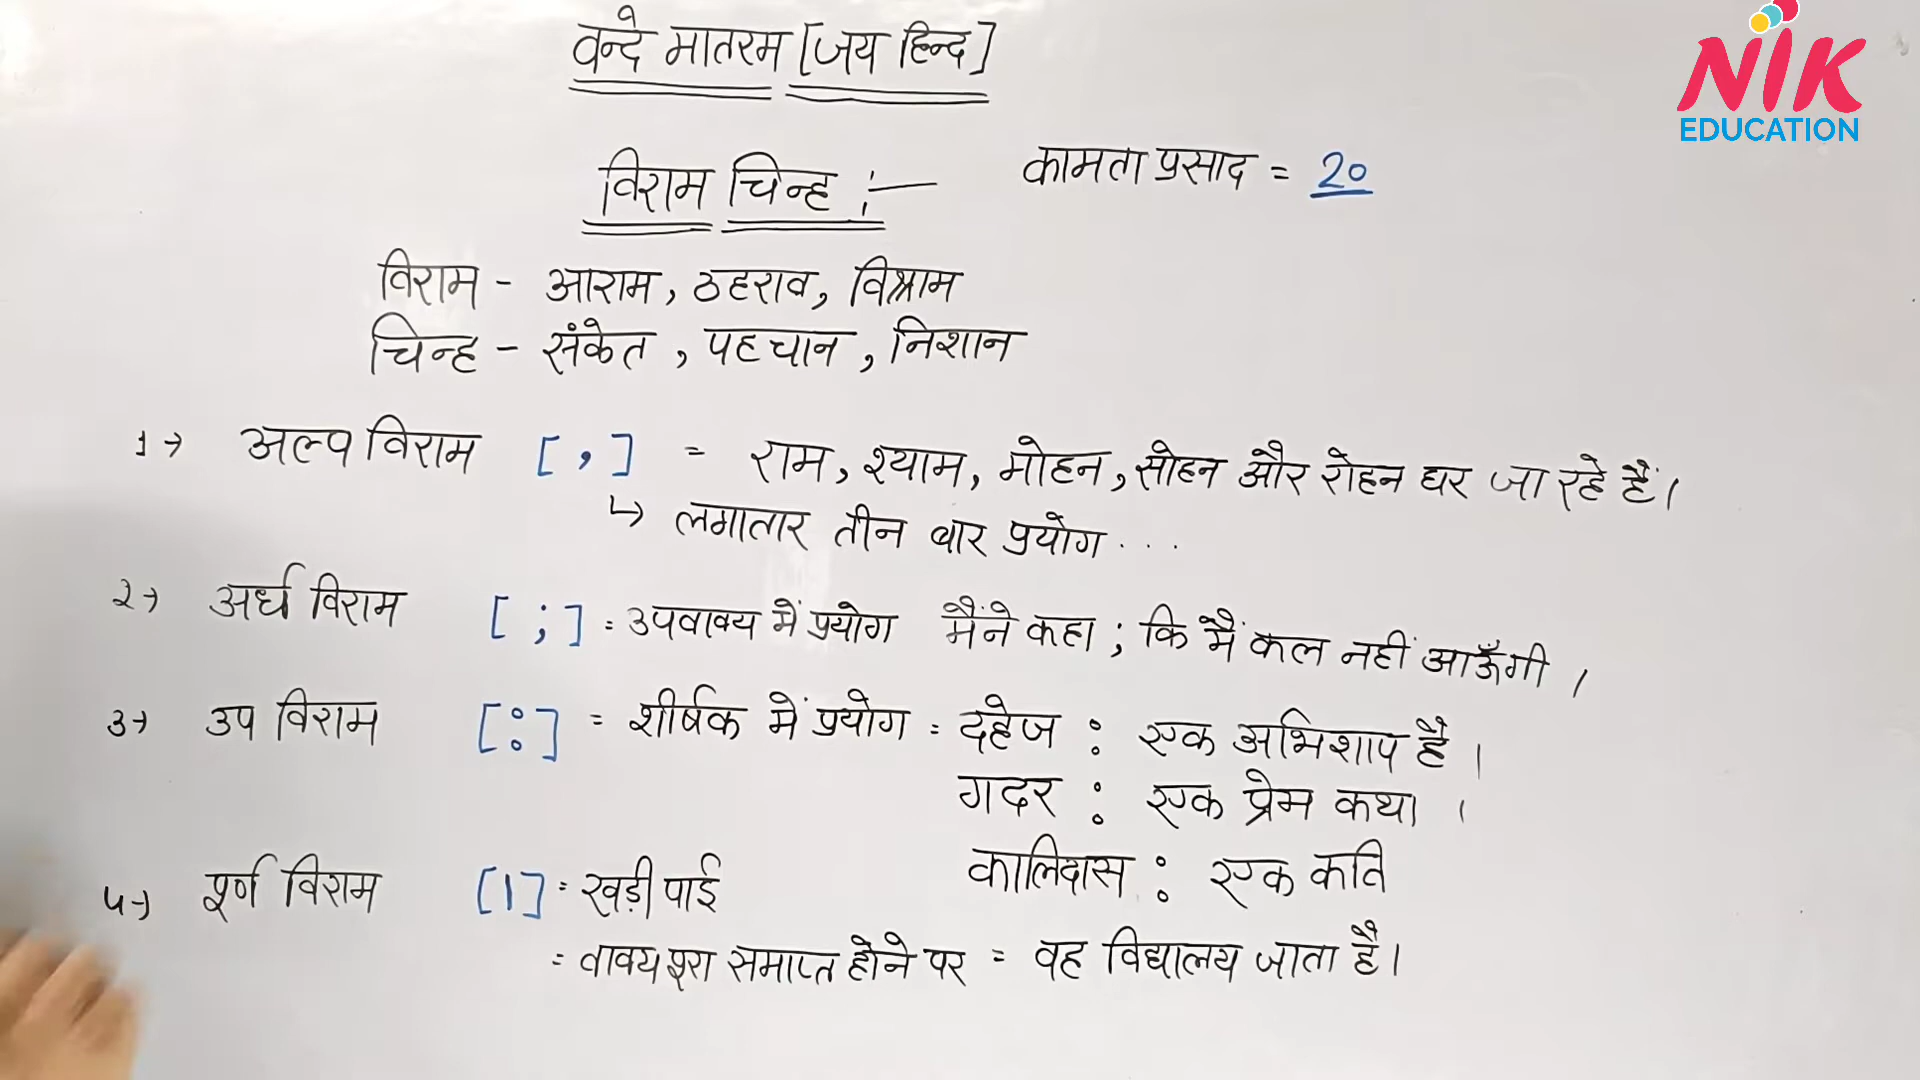 वन्दे मातरम [जय हिन्द]
NIK
EDUCATION
विराम चिन्ह :—
कामता प्रसाद = 20
विराम - आराम, ठहराव, विश्राम
चिन्ह - संकेत, पहचान, निशान
1→ अल्प विराम [,] = राम, श्याम, मोहन, सोहन और रोहन घर जा रहे हैं।
↳ लगातार तीन बार प्रयोग ...
2→ अर्ध विराम [;] = उपवाक्य में प्रयोग मैंने कहा ; कि मैं कल नहीं आऊँगी ।
3→ उप विराम [:] = शीर्षक में प्रयोग = दहेज : एक अभिशाप है ।
गदर : एक प्रेम कथा ।
कालिदास : एक कवि
4→ पूर्ण विराम [।] = खड़ी पाई
= वाक्य पूरा समाप्त होने पर = वह विद्यालय जाता है।